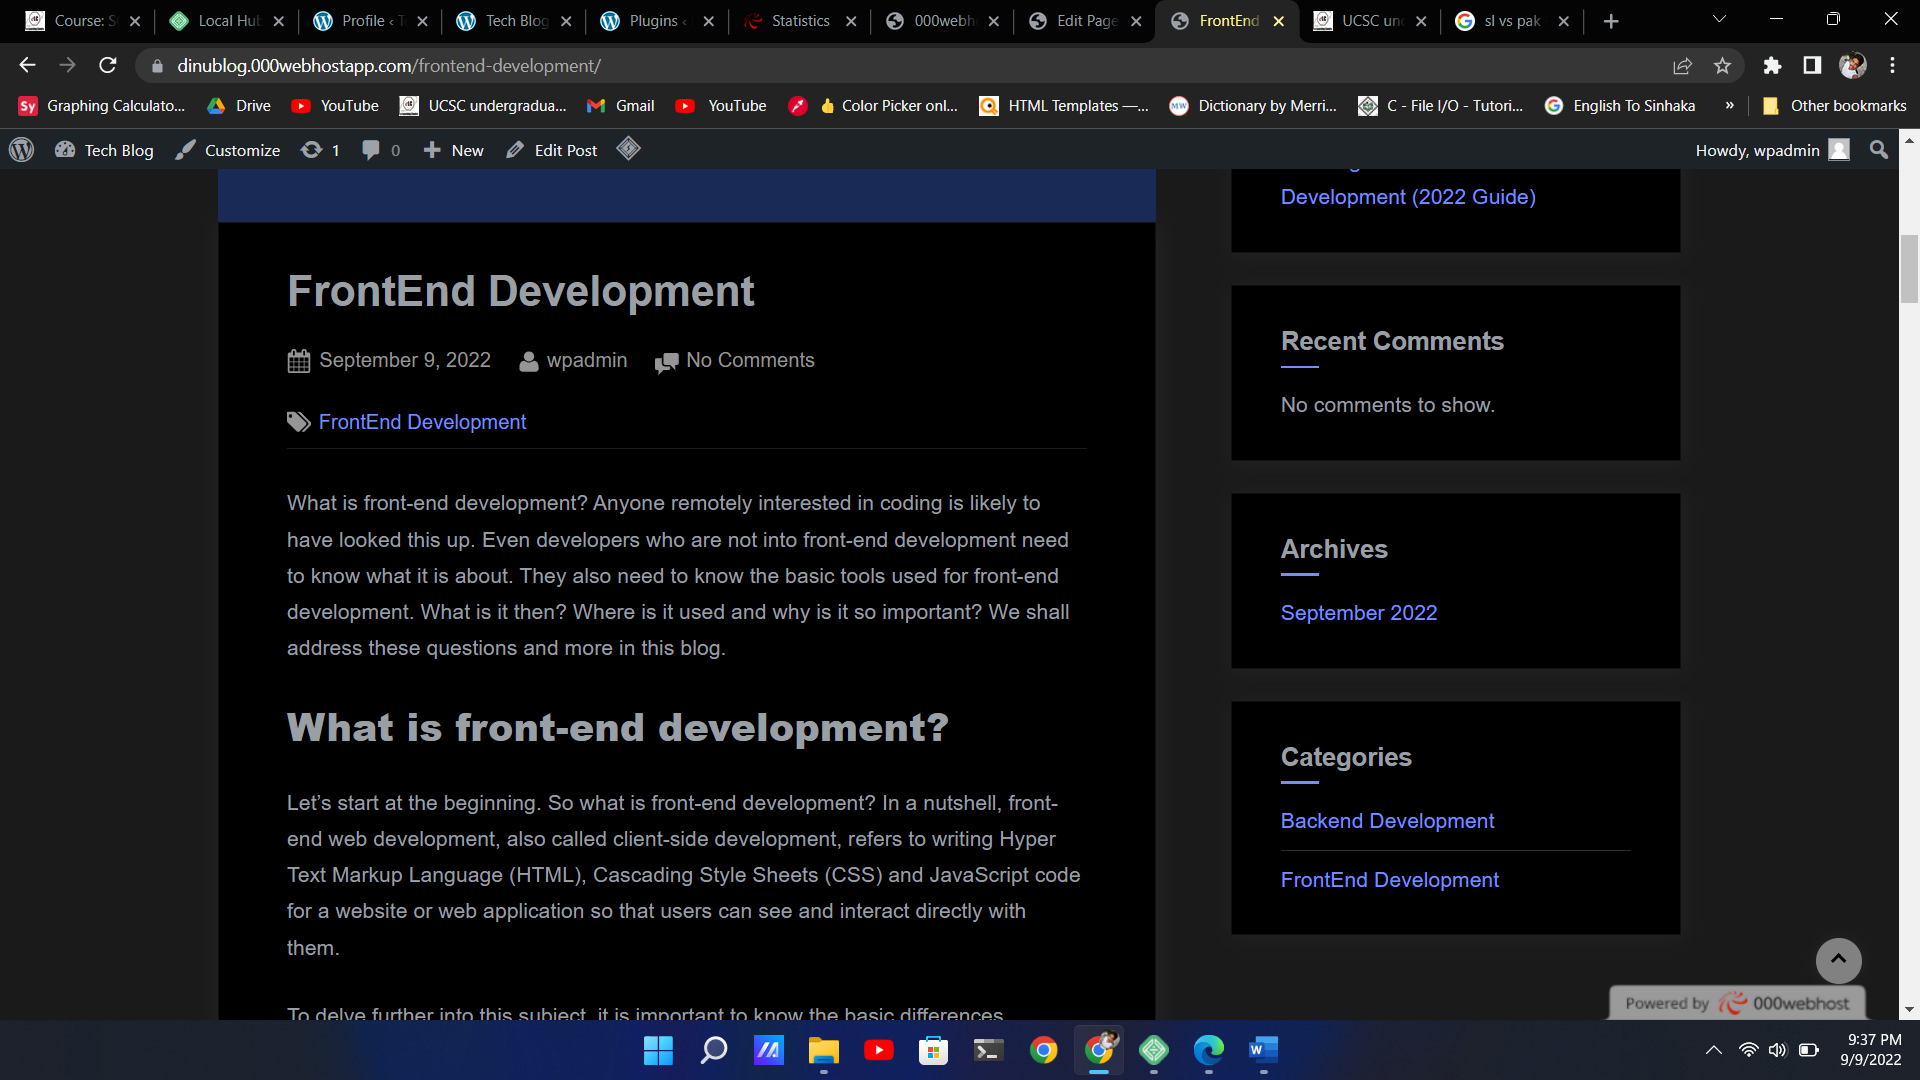 Course: S
Local Hu
Profile ‹ T
Tech Blog
Plugins ‹
Statistics
000webh
Edit Page
FrontEnd
UCSC un
sl vs pak
dinublog.000webhostapp.com/frontend-development/
Sy Graphing Calculato...
Drive
YouTube
UCSC undergradua...
Gmail
YouTube
Color Picker onl...
HTML Templates —...
MW Dictionary by Merri...
C - File I/O - Tutori...
English To Sinhaka
»
Other bookmarks
Tech Blog
Customize
1
0
New
Edit Post
Howdy, wpadmin
FrontEnd Development
September 9, 2022 wpadmin No Comments
FrontEnd Development
What is front-end development? Anyone remotely interested in coding is likely to
have looked this up. Even developers who are not into front-end development need
to know what it is about. They also need to know the basic tools used for front-end
development. What is it then? Where is it used and why is it so important? We shall
address these questions and more in this blog.
What is front-end development?
Let’s start at the beginning. So what is front-end development? In a nutshell, front-
end web development, also called client-side development, refers to writing Hyper
Text Markup Language (HTML), Cascading Style Sheets (CSS) and JavaScript code
for a website or web application so that users can see and interact directly with
them.
To delve further into this subject, it is important to know the basic differences
Development (2022 Guide)
Recent Comments
No comments to show.
Archives
September 2022
Categories
Backend Development
FrontEnd Development
Powered by 000webhost
9:37 PM
9/9/2022